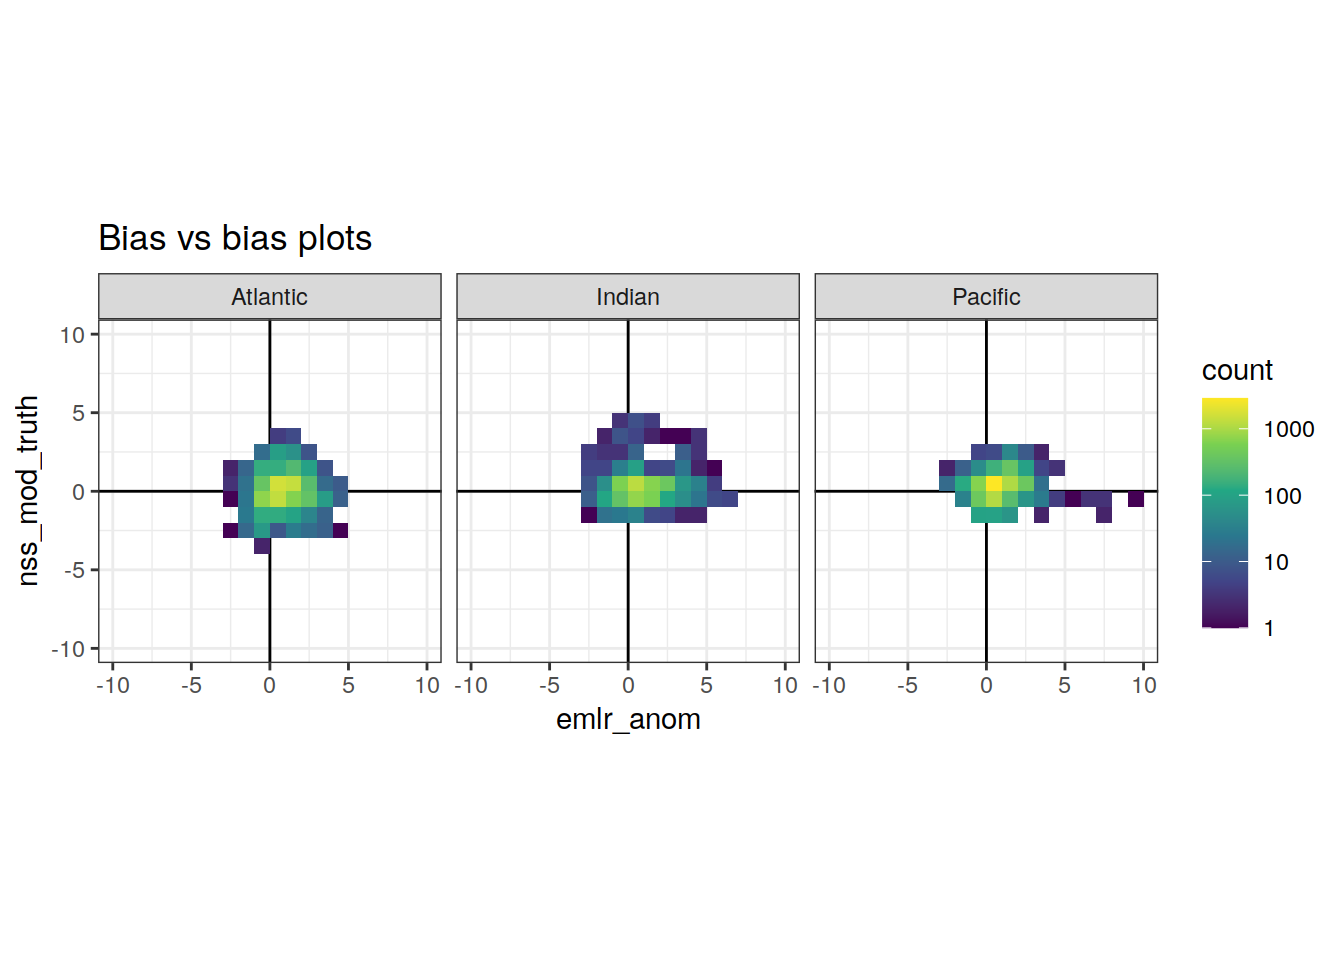 Bias vs bias plots
Atlantic
Indian
Pacific
nss_mod_truth
10
5
0
-5
-10
-10 -5 0 5 10
-10 -5 0 5 10
-10 -5 0 5 10
emlr_anom
count
1000
100
10
1